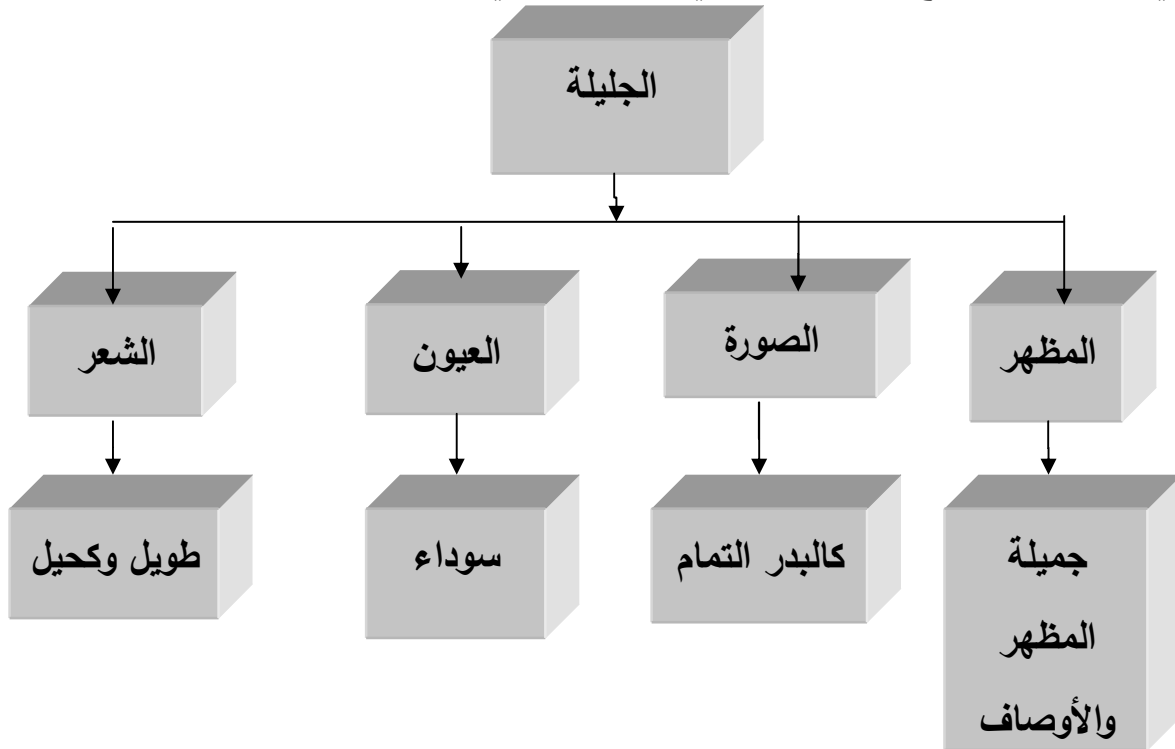 الجليلة
المظهر
الصورة
العيون
الشعر
جميلة
المظهر
والأوصاف
كالبدر التمام
سوداء
طويل وكحيل